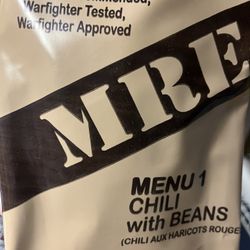 Warfighter Tested,
Warfighter Approved
MRE
MENU 1
CHILI
with BEANS
(CHILI AUX HARICOTS ROUGE